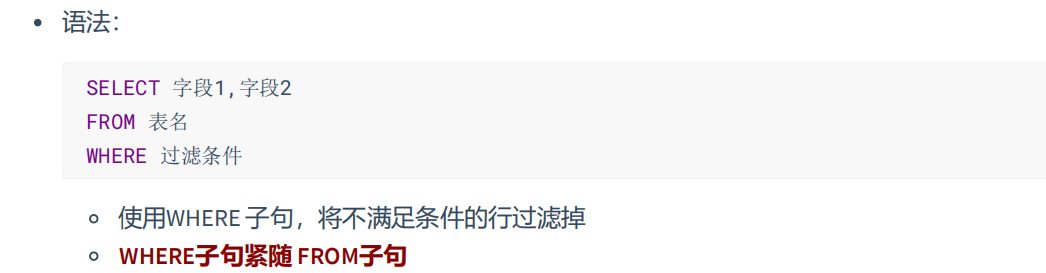 语法：
SELECT 字段1,字段2
FROM 表名
WHERE 过滤条件
使用WHERE 子句，将不满足条件的行过滤掉
WHERE子句紧随 FROM子句